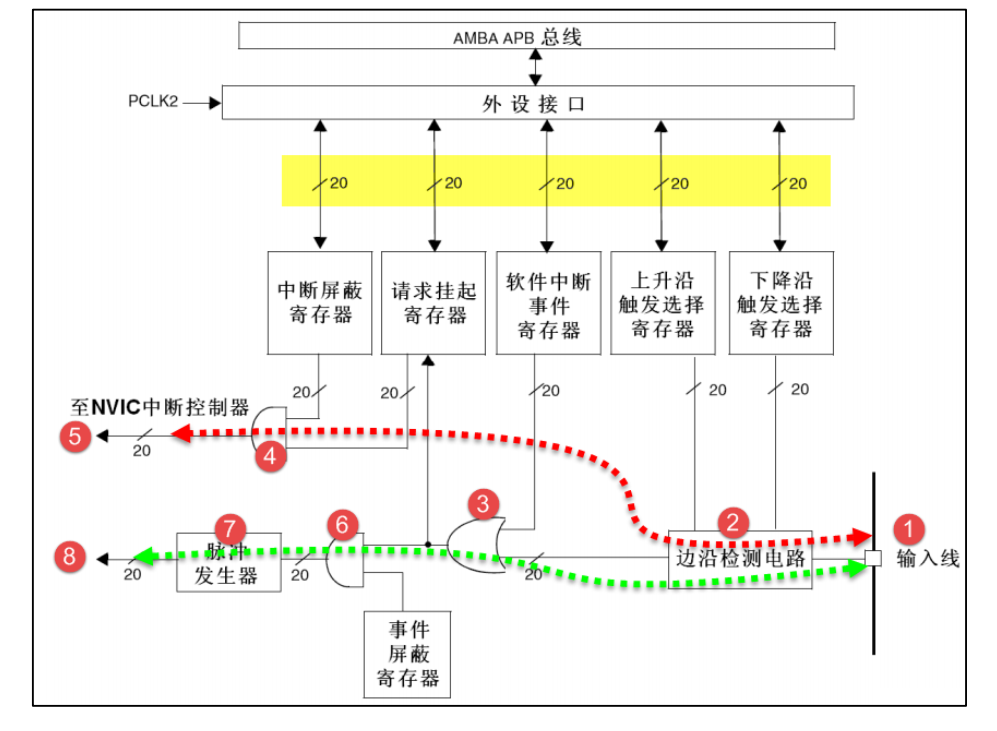 AMBA APB 总线
PCLK2
外设接口
20 20 20 20 20
中断屏蔽
寄存器
请求挂起
寄存器
软件中断
事件
寄存器
上升沿
触发选择
寄存器
下降沿
触发选择
寄存器
20 20 20 20 20
至NVIC中断控制器
5
20
4
3
2
1
输入线
边沿检测电路
20
6
7
脉冲
发生器
20
8
20
事件
屏蔽
寄存器